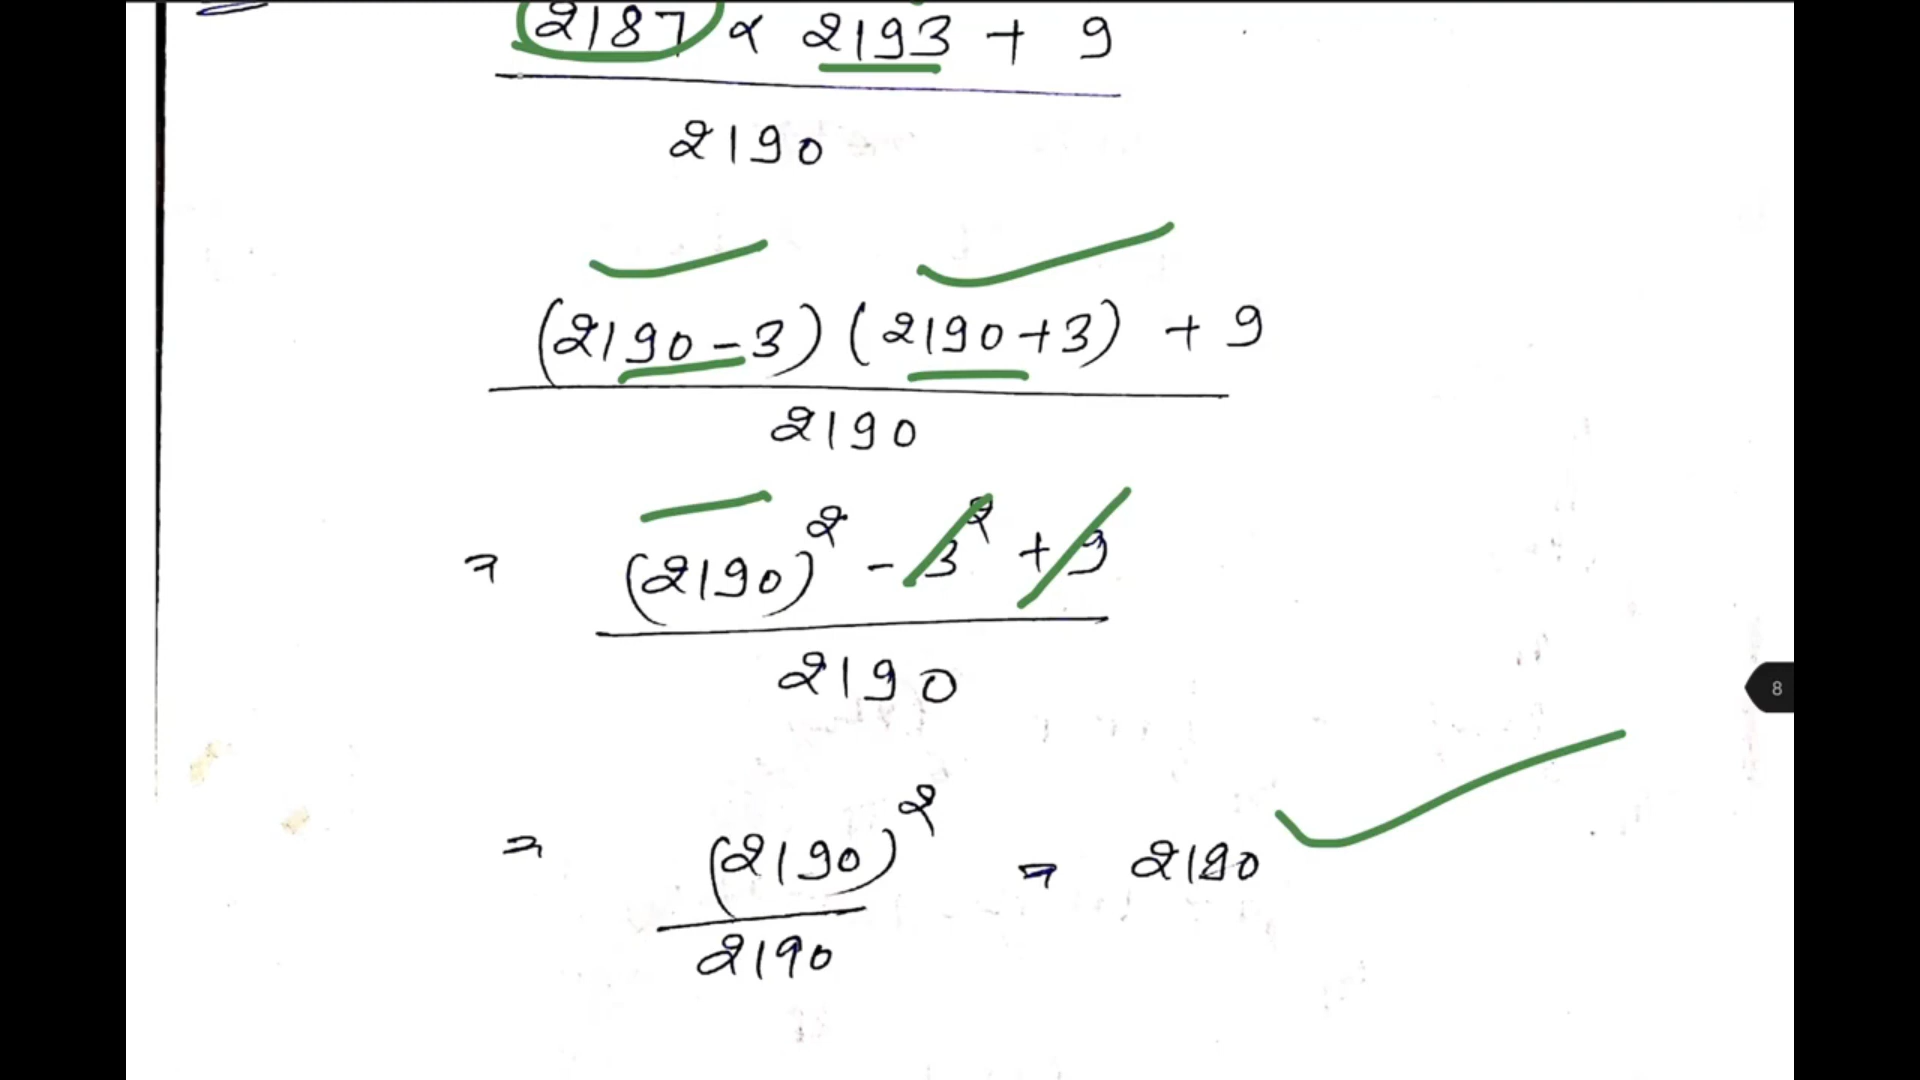 2187 × 2193 + 9
2190
(2190 - 3) (2190 + 3) + 9
2190
= (2190)² - 3² + 9
2190
= (2190)² = 2190
2190
8